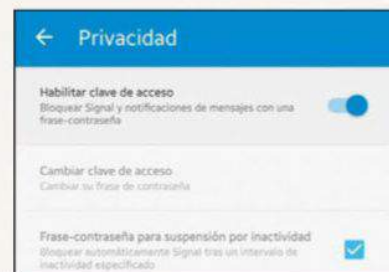 Privacidad
Habilitar clave de acceso
Bloquear Signal y notificaciones de mensajes con una
frase-contraseña
Cambiar clave de acceso
Cambiar su frase de contraseña
Frase-contraseña para suspensión por inactividad
Bloquear automáticamente Signal tras un intervalo de
inactividad especificado